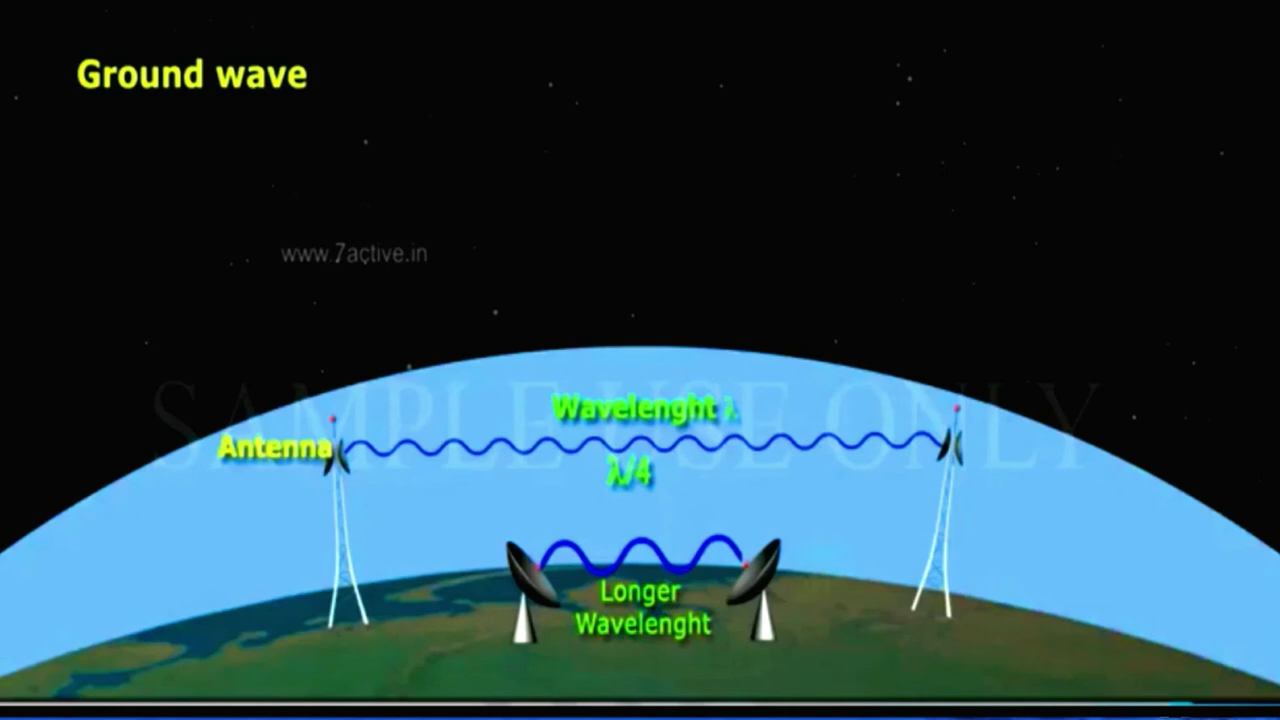 Ground wave
www.7active.in
SAMPLE USE ONLY
Wavelenght λ
Antenna
λ/4
Longer
Wavelenght